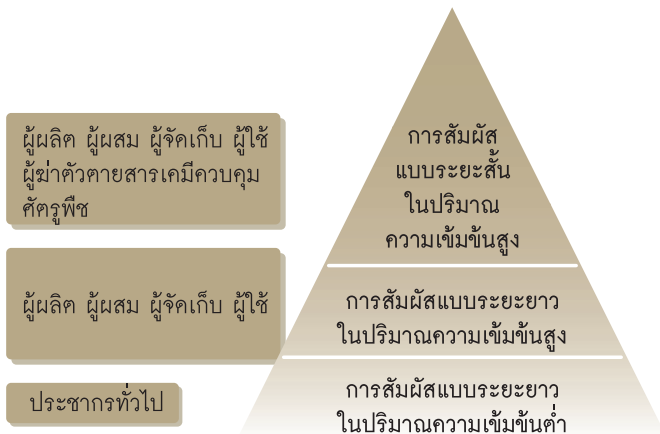 ผู้ผลิต ผู้ผสม ผู้จัดเก็บ ผู้ใช้
ผู้ฆ่าตัวตายสารเคมีควบคุม
ศัตรูพืช
การสัมผัส
แบบระยะสั้น
ในปริมาณ
ความเข้มข้นสูง
ผู้ผลิต ผู้ผสม ผู้จัดเก็บ ผู้ใช้
การสัมผัสแบบระยะยาว
ในปริมาณความเข้มข้นสูง
ประชากรทั่วไป
การสัมผัสแบบระยะยาว
ในปริมาณความเข้มข้นต่ำ